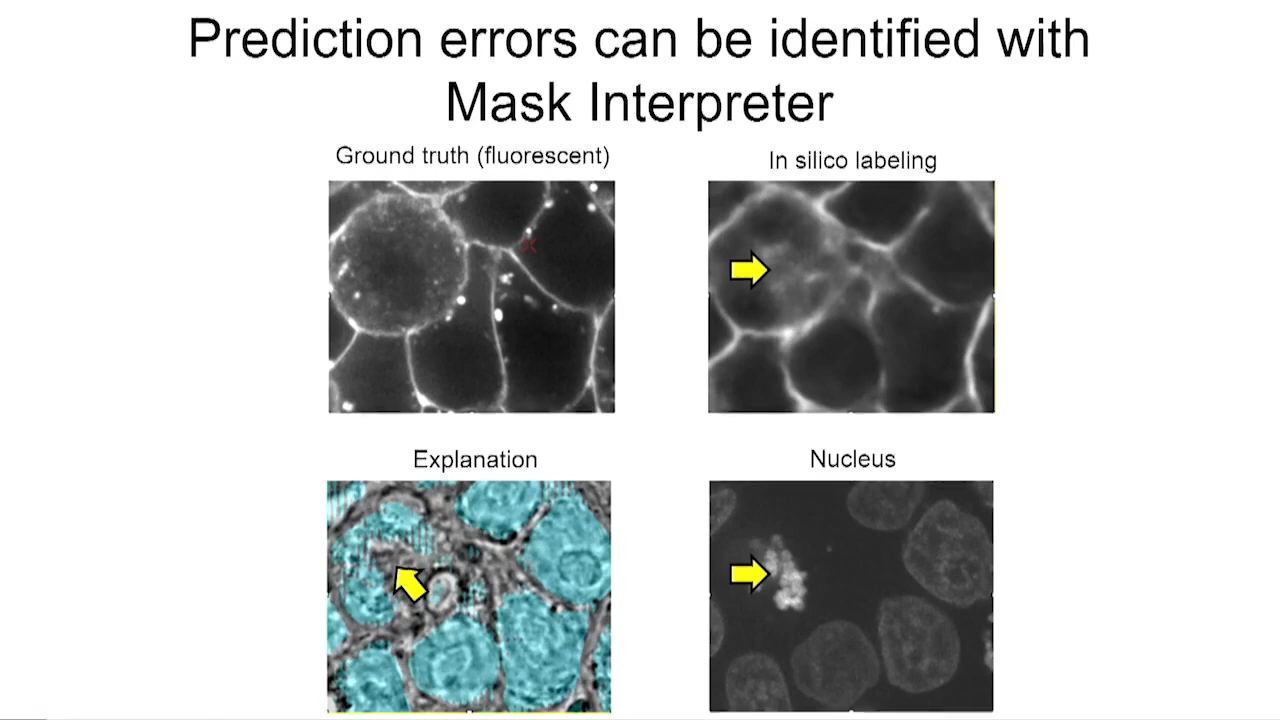 Prediction errors can be identified with
Mask Interpreter
Ground truth (fluorescent)
In silico labeling
Explanation
Nucleus